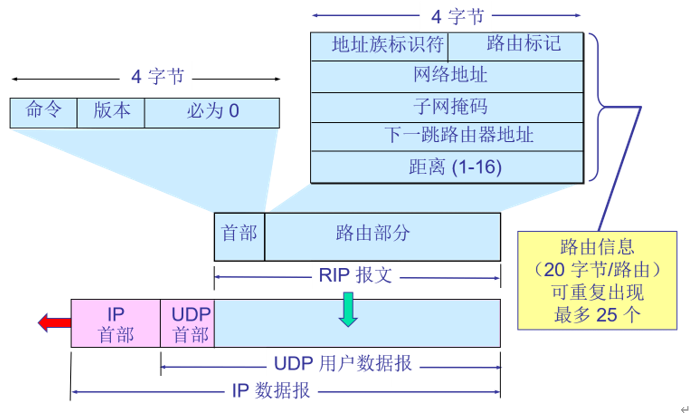 4 字节
地址族标识符 路由标记
网络地址
子网掩码
下一跳路由器地址
距离 (1-16)
4 字节
命令 版本 必为 0
首部 路由部分
RIP 报文
路由信息
（20 字节/路由）
可重复出现
最多 25 个
IP
首部
UDP
首部
UDP 用户数据报
IP 数据报